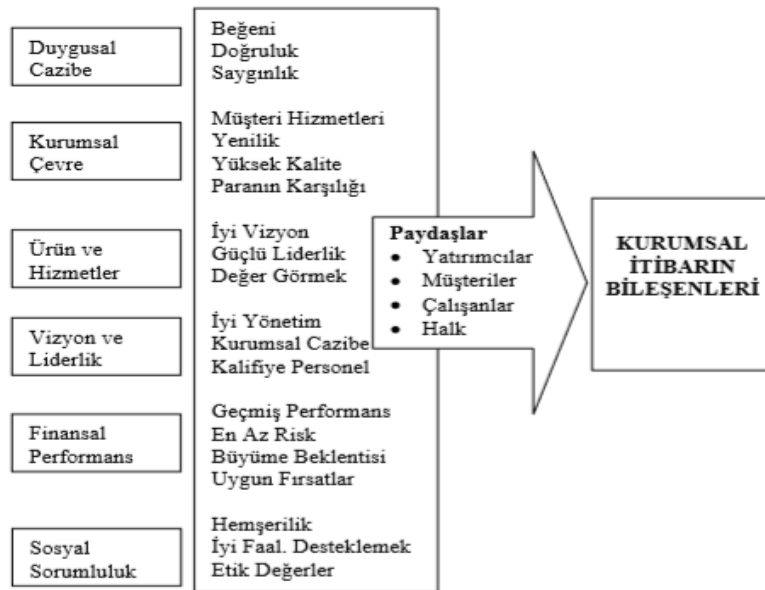 Duygusal
Cazibe
Beğeni
Doğruluk
Saygınlık
Kurumsal
Çevre
Müşteri Hizmetleri
Yenilik
Yüksek Kalite
Paranın Karşılığı
Ürün ve
Hizmetler
İyi Vizyon
Güçlü Liderlik
Değer Görmek
Vizyon ve
Liderlik
İyi Yönetim
Kurumsal Cazibe
Kalifiye Personel
Finansal
Performans
Geçmiş Performans
En Az Risk
Büyüme Beklentisi
Uygun Fırsatlar
Sosyal
Sorumluluk
Hemşerilik
İyi Faal. Desteklemek
Etik Değerler
Paydaşlar
• Yatırımcılar
• Müşteriler
• Çalışanlar
• Halk
KURUMSAL
İTİBARIN
BİLEŞENLERİ